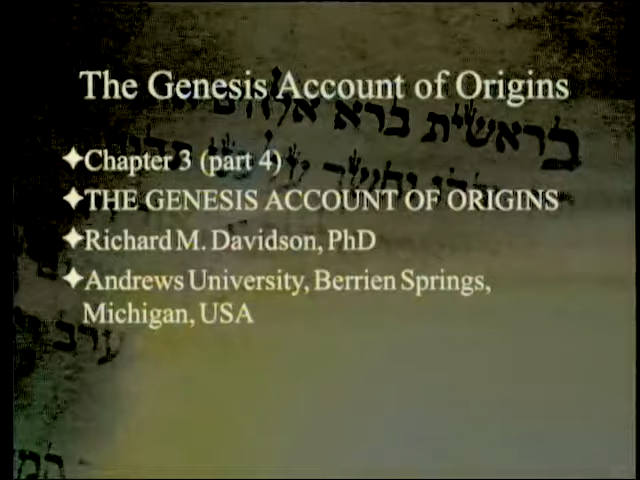 The Genesis Account of Origins
בראשית ברא אלהים
✦Chapter 3 (part 4)
✦THE GENESIS ACCOUNT OF ORIGINS
✦Richard M. Davidson, PhD
✦Andrews University, Berrien Springs,
Michigan, USA
ערב